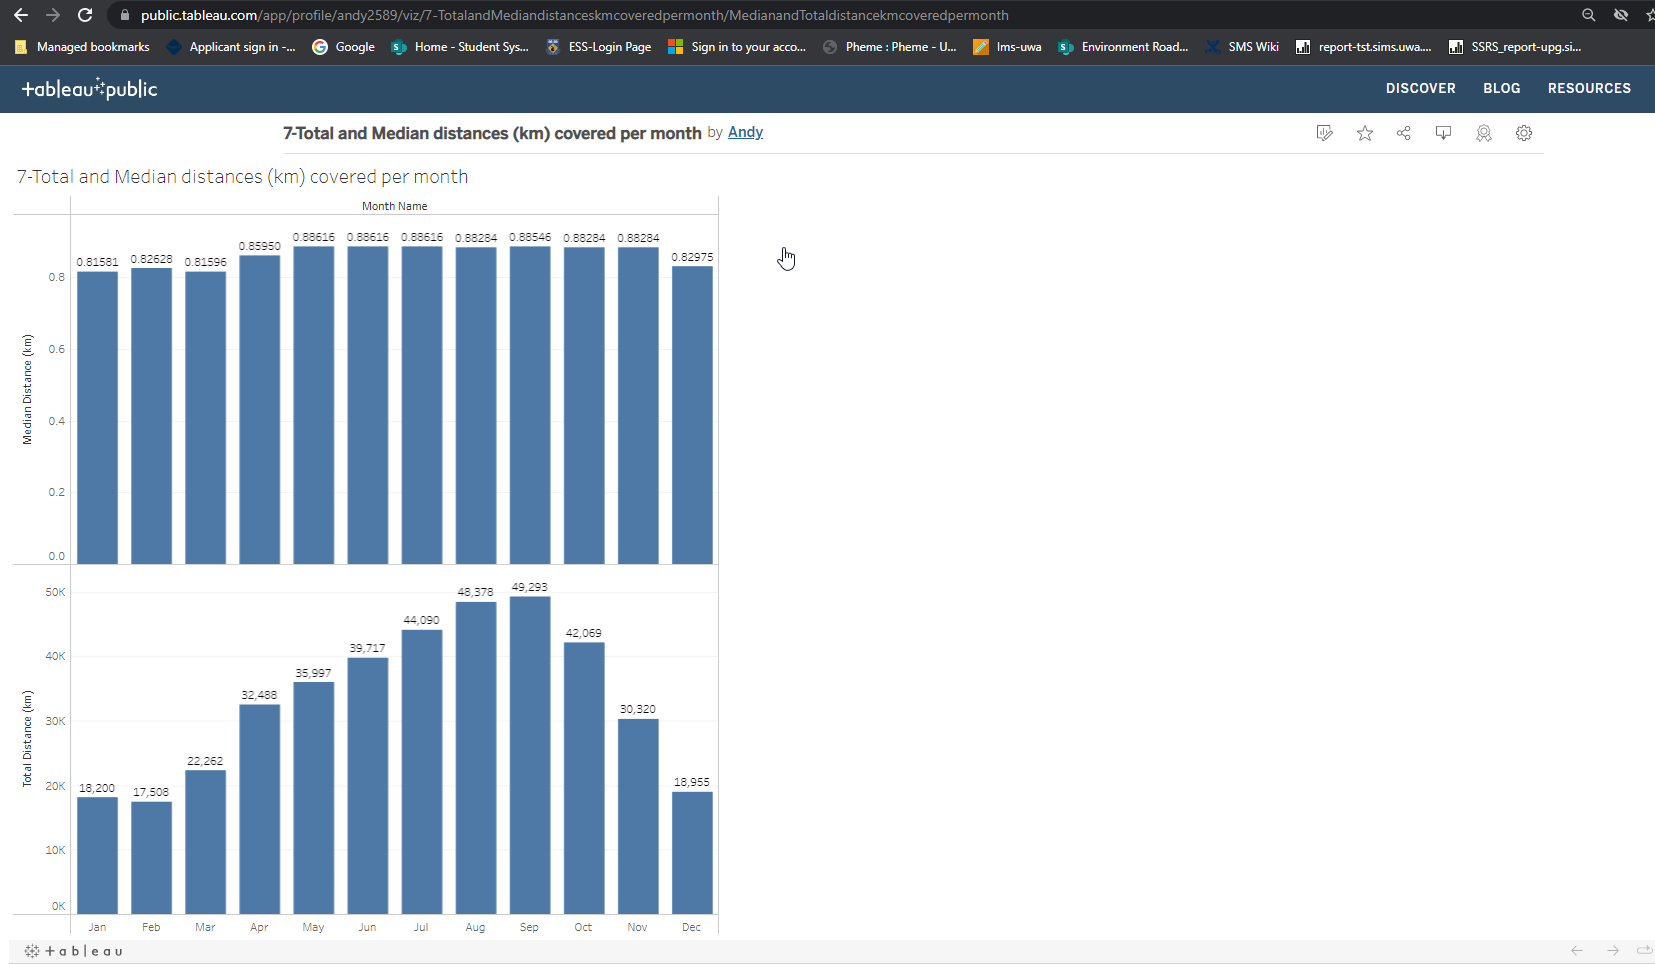 public.tableau.com/app/profile/andy2589/viz/7-TotalandMediandistanceskmcoveredpermonth/MedianandTotaldistancekmcoveredpermonth
Managed bookmarks Applicant sign in -... Google Home - Student Sys... ESS-Login Page Sign in to your acco... Pheme : Pheme - U... lms-uwa Environment Road... SMS Wiki report-tst.sims.uwa.... SSRS_report-upg.si...
+ableau public DISCOVER BLOG RESOURCES
7-Total and Median distances (km) covered per month by Andy
7-Total and Median distances (km) covered per month
Month Name
Median Distance (km)
0.8
0.6
0.4
0.2
0.0
0.81581 0.82628 0.81596 0.85950 0.88616 0.88616 0.88616 0.88284 0.88546 0.88284 0.88284 0.82975
Total Distance (km)
50K
40K
30K
20K
10K
0K
18,200 17,508 22,262 32,488 35,997 39,717 44,090 48,378 49,293 42,069 30,320 18,955
Jan Feb Mar Apr May Jun Jul Aug Sep Oct Nov Dec
+ableau